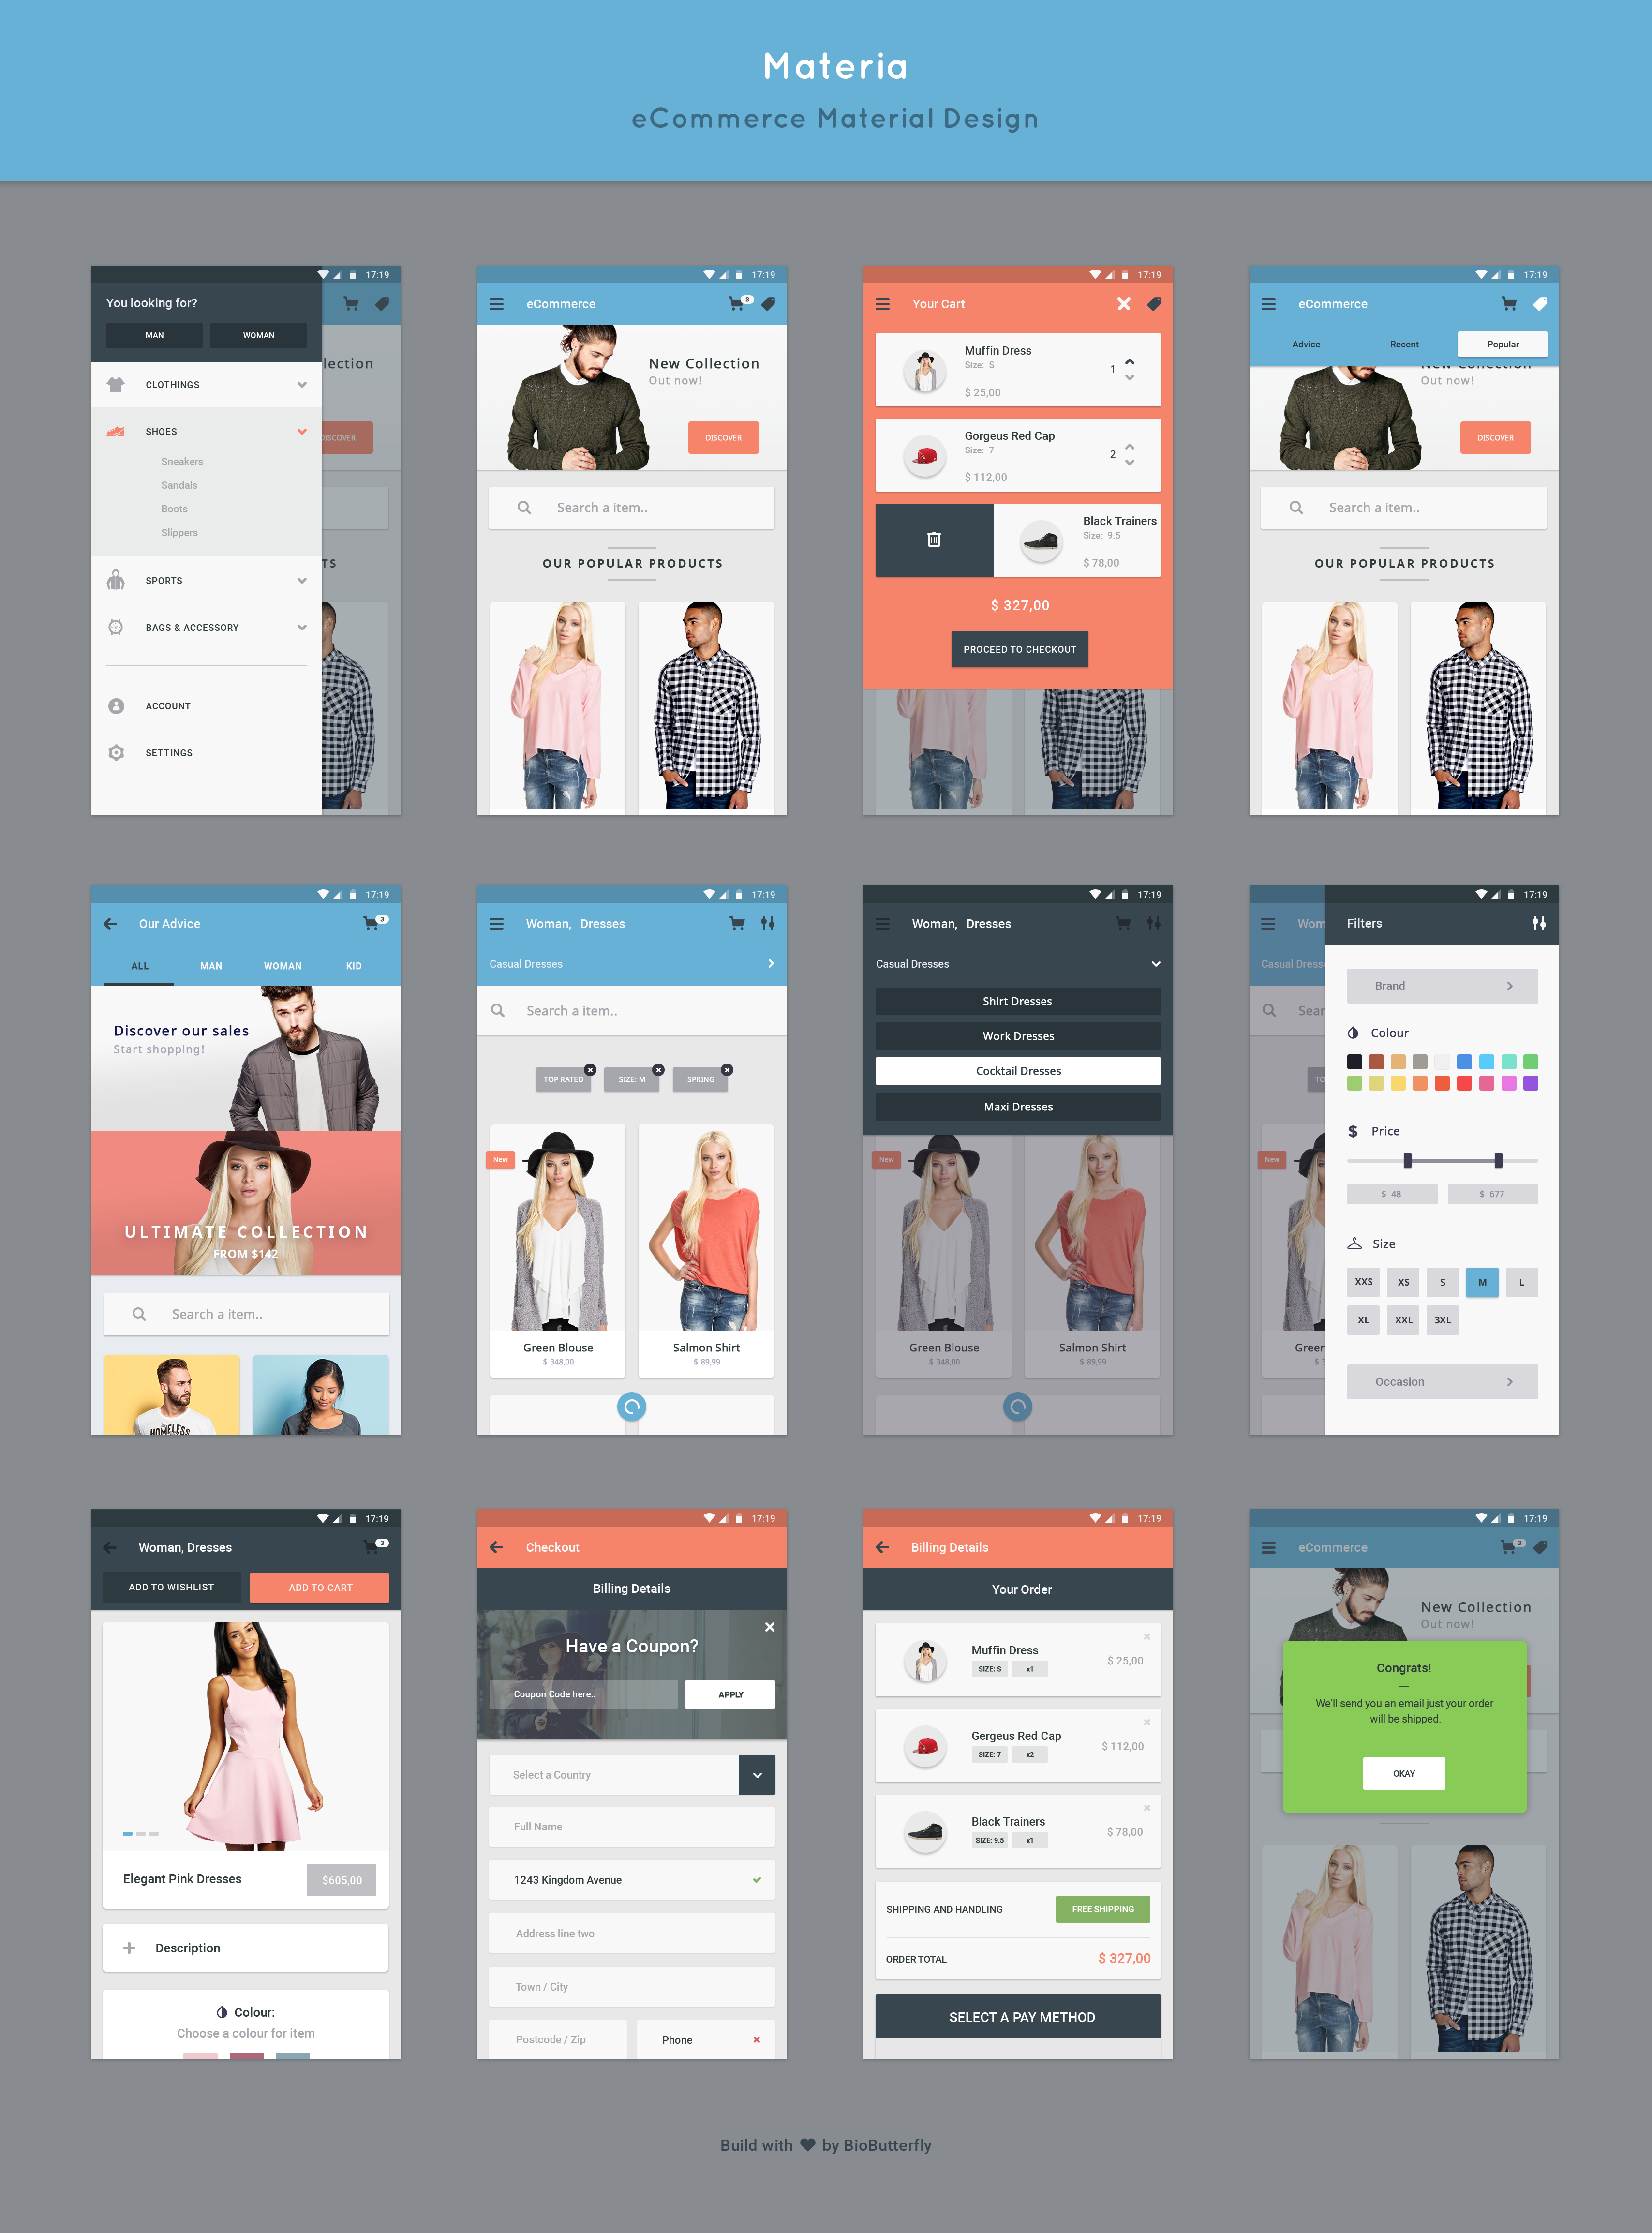 Materia
eCommerce Material Design
17:19
You looking for?
MAN
WOMAN
lection
CLOTHINGS
DISCOVER
SHOES
Sneakers
Sandals
Boots
Slippers
TS
SPORTS
BAGS & ACCESSORY
ACCOUNT
SETTINGS
17:19
eCommerce
3
New Collection
Out now!
DISCOVER
Search a item..
OUR POPULAR PRODUCTS
17:19
Your Cart
Muffin Dress
Size: S
1
$ 25,00
Gorgeus Red Cap
Size: 7
2
$ 112,00
Black Trainers
Size: 9.5
$ 78,00
$ 327,00
PROCEED TO CHECKOUT
17:19
eCommerce
Advice
Recent
Popular
New Collection
Out now!
DISCOVER
Search a item..
OUR POPULAR PRODUCTS
17:19
Our Advice
3
ALL
MAN
WOMAN
KID
Discover our sales
Start shopping!
ULTIMATE COLLECTION
FROM $142
Search a item..
HOMELESS
17:19
Woman, Dresses
Casual Dresses
Search a item..
TOP RATED
SIZE: M
SPRING
New
Green Blouse
$ 348,00
Salmon Shirt
$ 89,99
17:19
Woman, Dresses
Casual Dresses
Shirt Dresses
Work Dresses
Cocktail Dresses
Maxi Dresses
New
Green Blouse
$ 348,00
Salmon Shirt
$ 89,99
17:19
Wom
Casual Dress
Sear
TO
New
Green
$ 3
Filters
Brand
Colour
$ Price
$ 48
$ 677
Size
XXS
XS
S
M
L
XL
XXL
3XL
Occasion
17:19
Woman, Dresses
3
ADD TO WISHLIST
ADD TO CART
Elegant Pink Dresses
$605,00
Description
Colour:
Choose a colour for item
17:19
Checkout
Billing Details
Have a Coupon?
Coupon Code here..
APPLY
Select a Country
Full Name
1243 Kingdom Avenue
Address line two
Town / City
Postcode / Zip
Phone
17:19
Billing Details
Your Order
Muffin Dress
SIZE: S
x1
$ 25,00
Gergeus Red Cap
SIZE: 7
x2
$ 112,00
Black Trainers
SIZE: 9.5
x1
$ 78,00
SHIPPING AND HANDLING
FREE SHIPPING
ORDER TOTAL
$ 327,00
SELECT A PAY METHOD
17:19
eCommerce
3
New Collection
Out now!
Congrats!
We'll send you an email just your order
will be shipped.
OKAY
Build with by BioButterfly